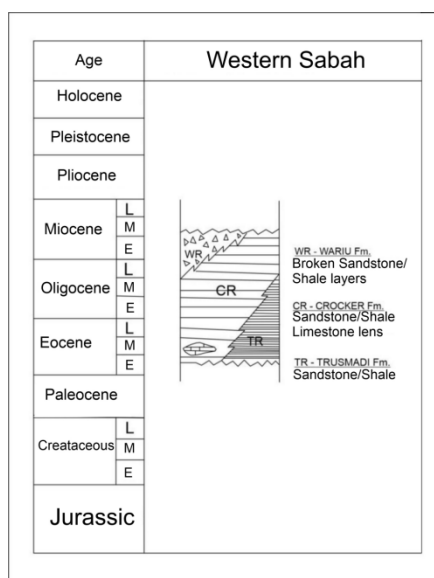 Age Western Sabah
Holocene
Pleistocene
Pliocene
Miocene
L
M
E
Oligocene
L
M
E
Eocene
L
M
E
Paleocene
Creataceous
L
M
E
Jurassic
WR
CR
TR
WR - WARIU Fm.
Broken Sandstone/
Shale layers
CR - CROCKER Fm.
Sandstone/Shale
Limestone lens
TR - TRUSMADI Fm.
Sandstone/Shale